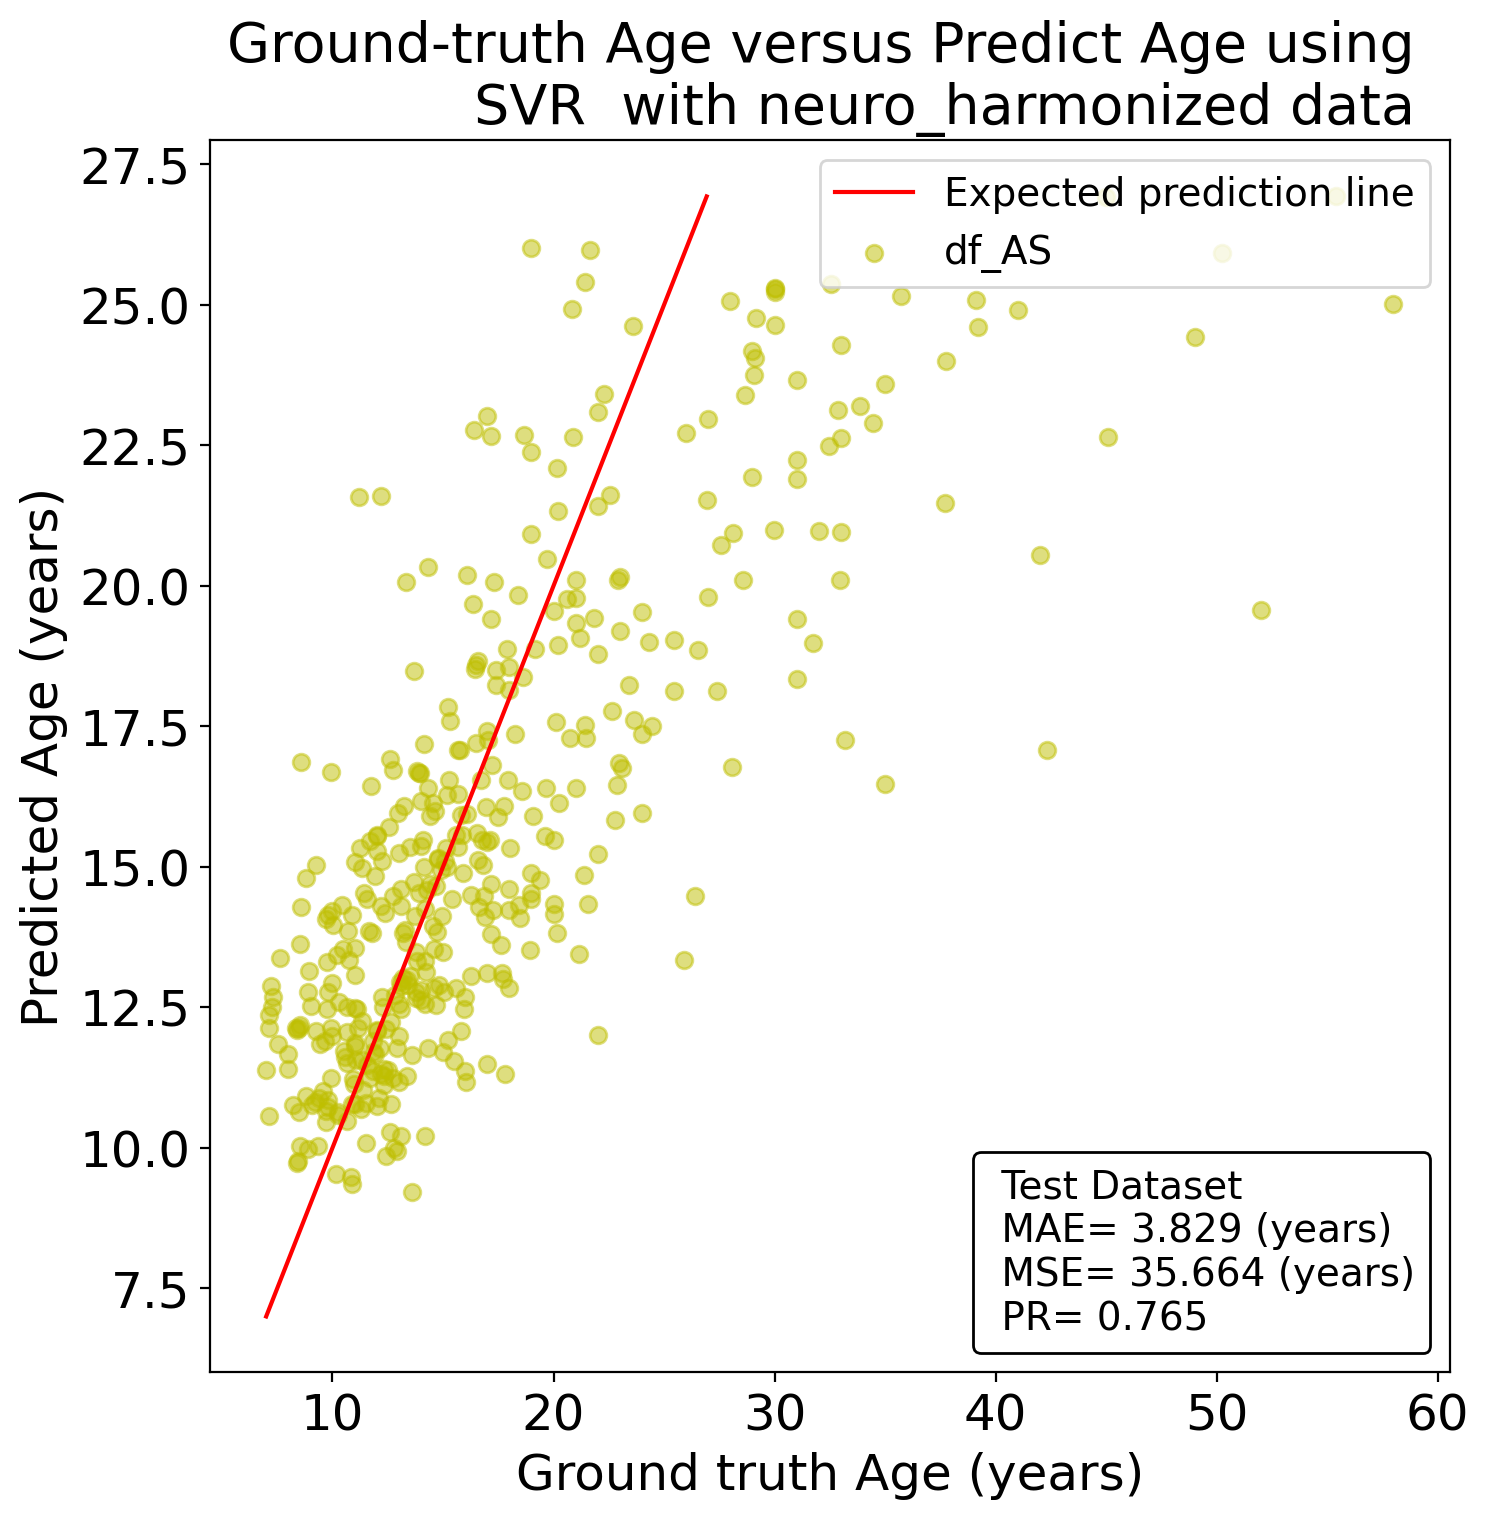 Ground-truth Age versus Predict Age using
SVR  with neuro_harmonized data
Expected prediction line
df_AS
27.5
25.0
22.5
20.0
17.5
15.0
12.5
10.0
7.5
Predicted Age (years)
Test Dataset
MAE= 3.829 (years)
MSE= 35.664 (years)
PR= 0.765
10 20 30 40 50 60
Ground truth Age (years)